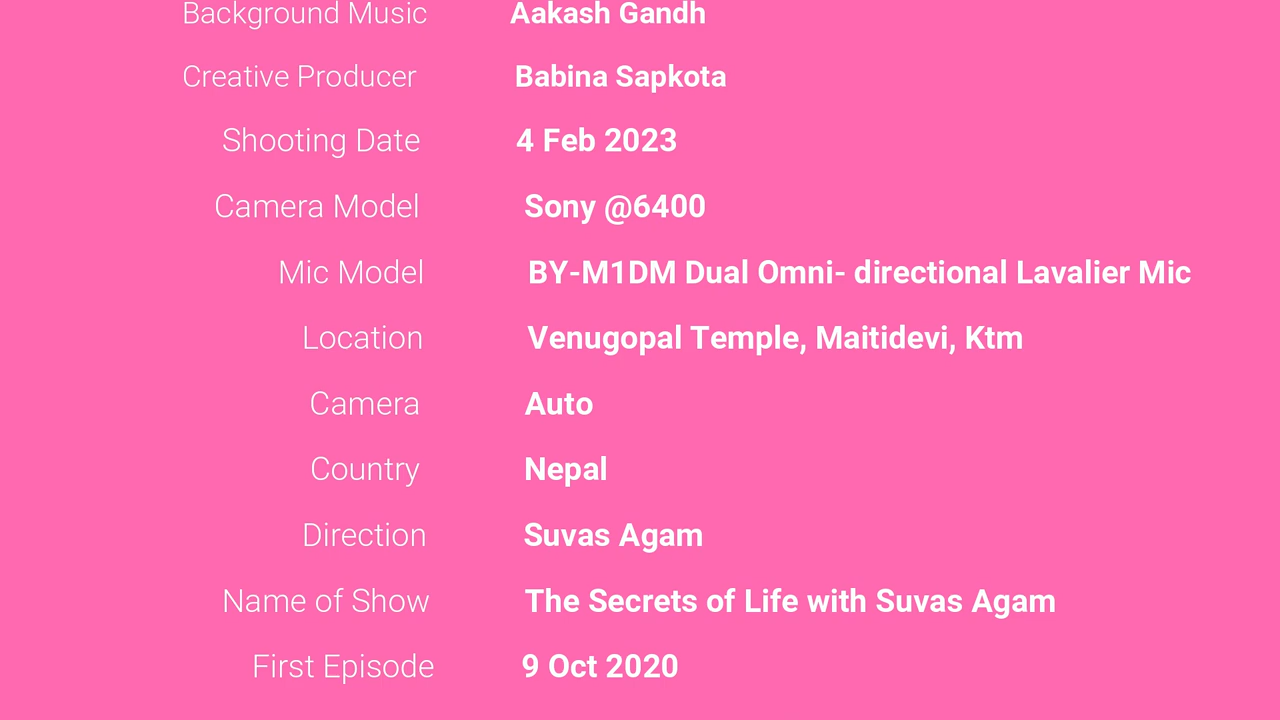 Background Music Aakash Gandh
Creative Producer Babina Sapkota
Shooting Date 4 Feb 2023
Camera Model Sony @6400
Mic Model BY-M1DM Dual Omni- directional Lavalier Mic
Location Venugopal Temple, Maitidevi, Ktm
Camera Auto
Country Nepal
Direction Suvas Agam
Name of Show The Secrets of Life with Suvas Agam
First Episode 9 Oct 2020